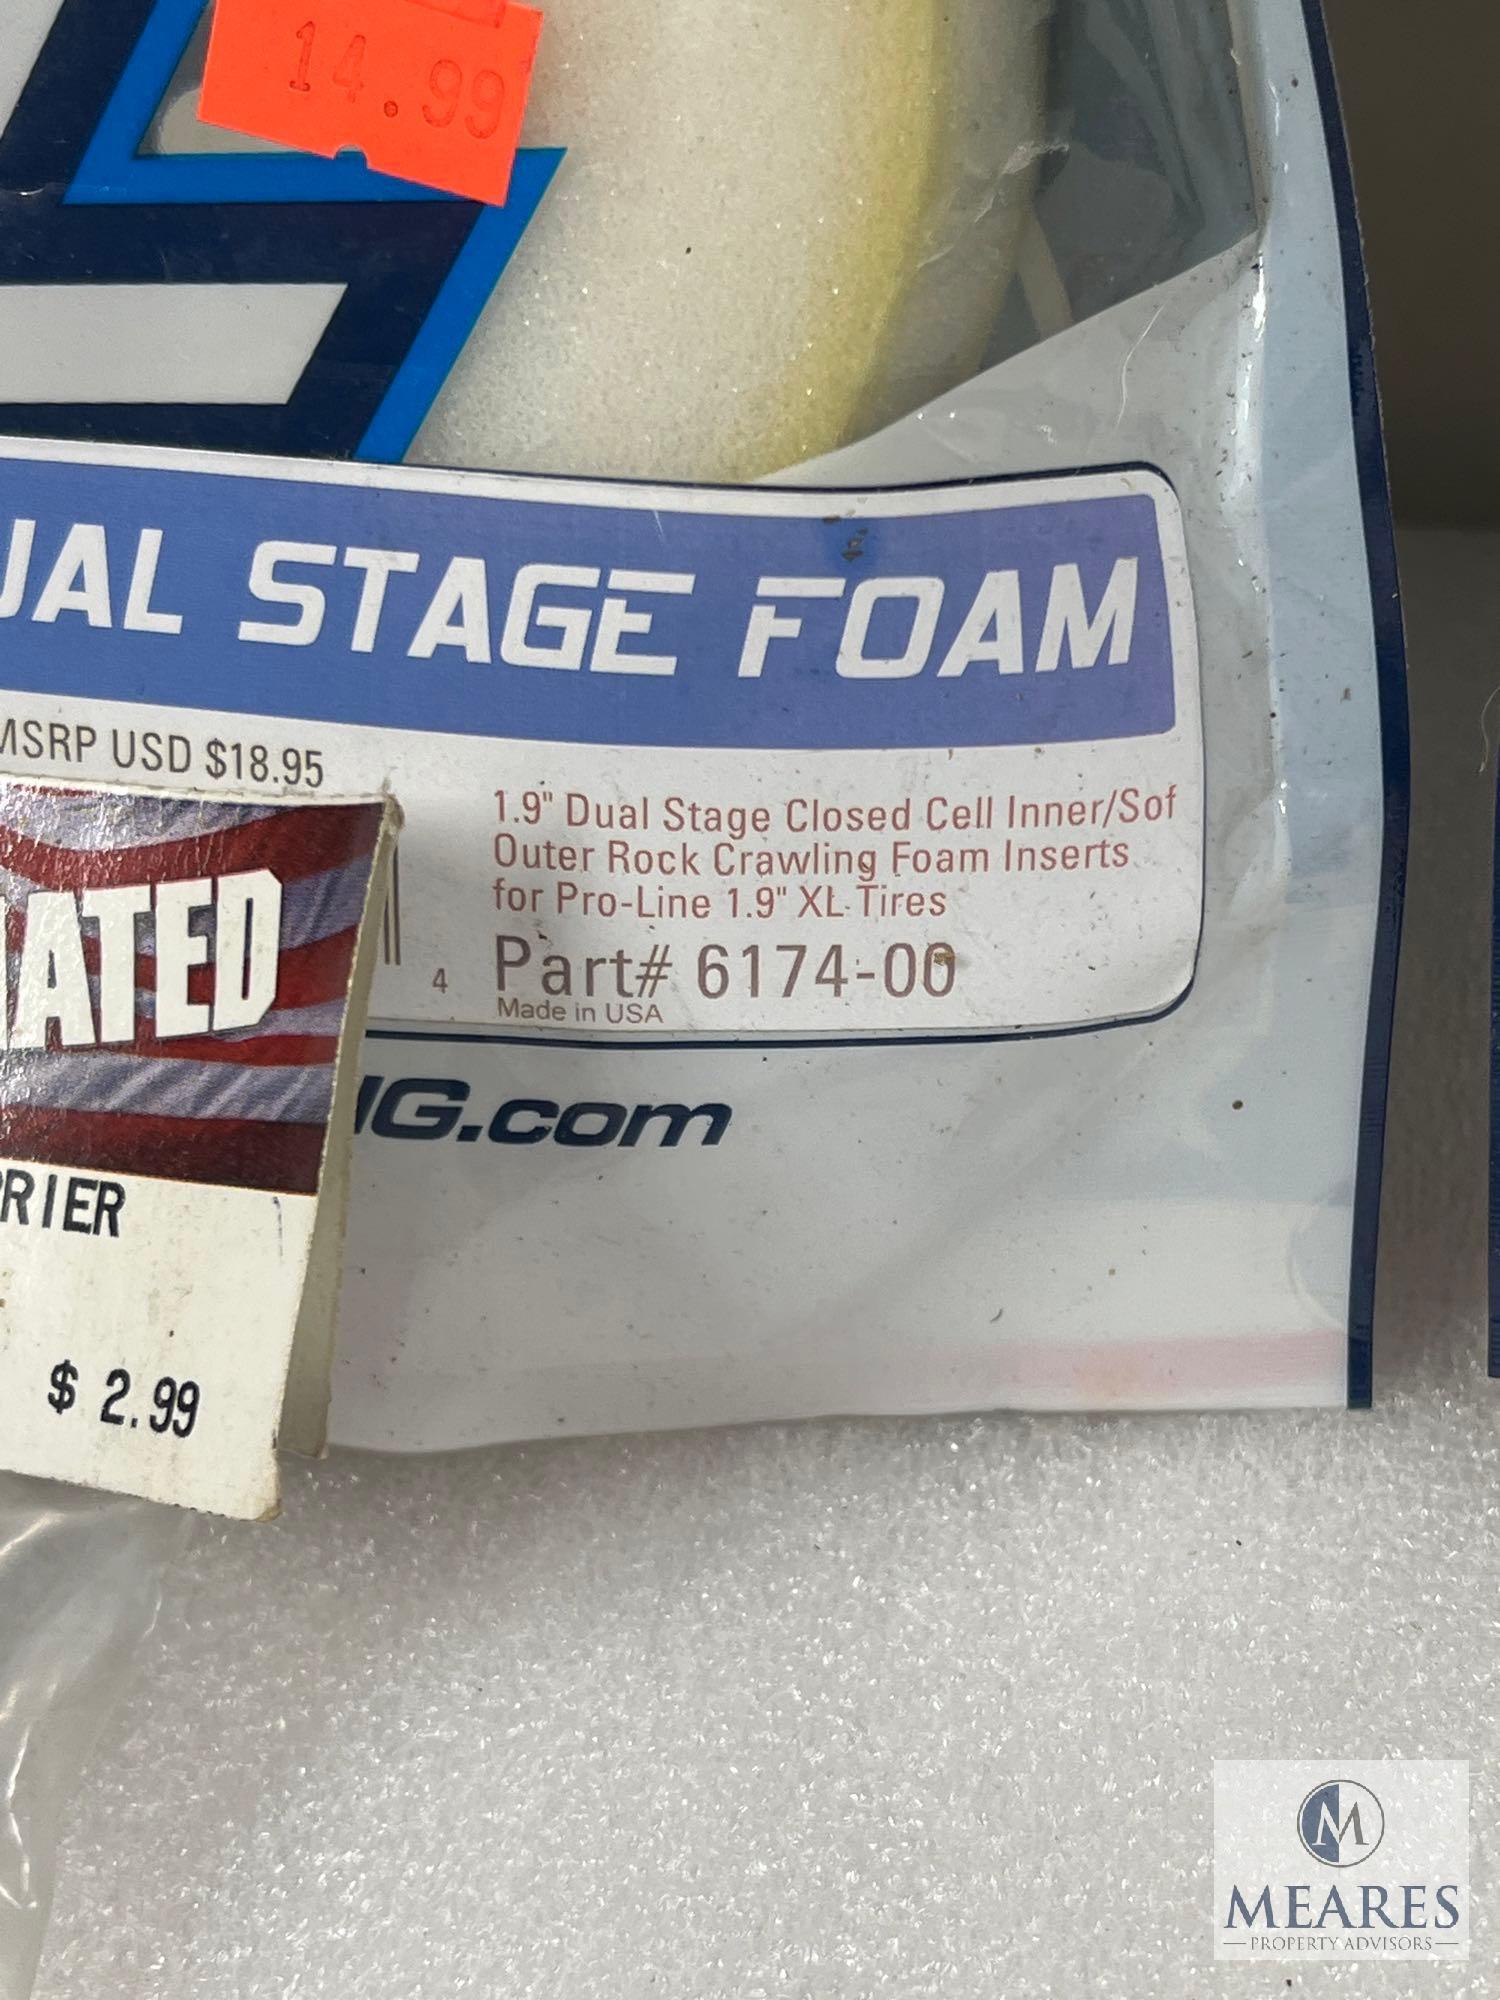 14.99
UAL STAGE FOAM
MSRP USD $18.95
1.9" Dual Stage Closed Cell Inner/Sof
Outer Rock Crawling Foam Inserts
for Pro-Line 1.9" XL Tires
4 Part# 6174-00
Made in USA
ATED
IG.com
RRIER
$ 2.99
M
MEARES
PROPERTY ADVISORS